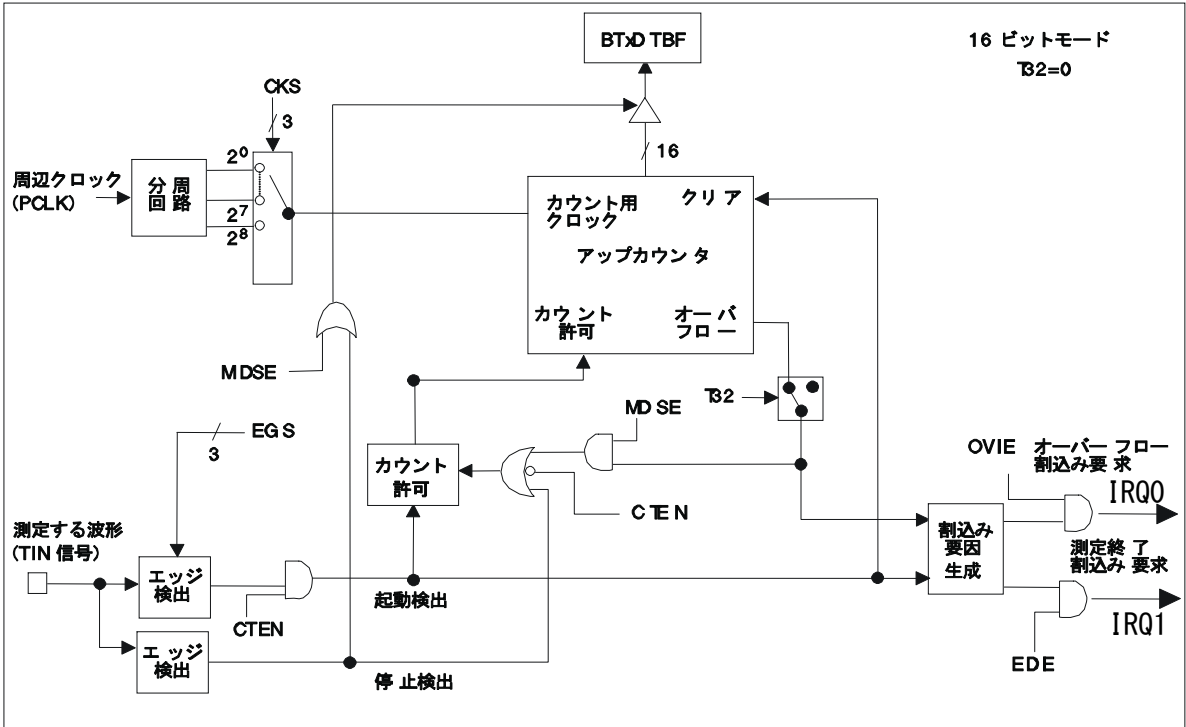 BTxD TBF
16 ビットモード
T32=0
CKS
3
16
2⁰
2⁷
2⁸
周辺クロック
(PCLK)
分周
回路
カウント用
クロック
クリア
アップカウンタ
カウント
許可
オーバ
フロー
MDSE
T32
MDSE
EGS
3
カウント
許可
CTEN
OVIE
オーバーフロー
割込み要求
IRQ0
測定する波形
(TIN 信号)
エッジ
検出
CTEN
起動検出
割込み
要因
生成
測定終了
割込み要求
IRQ1
エッジ
検出
停止検出
EDE